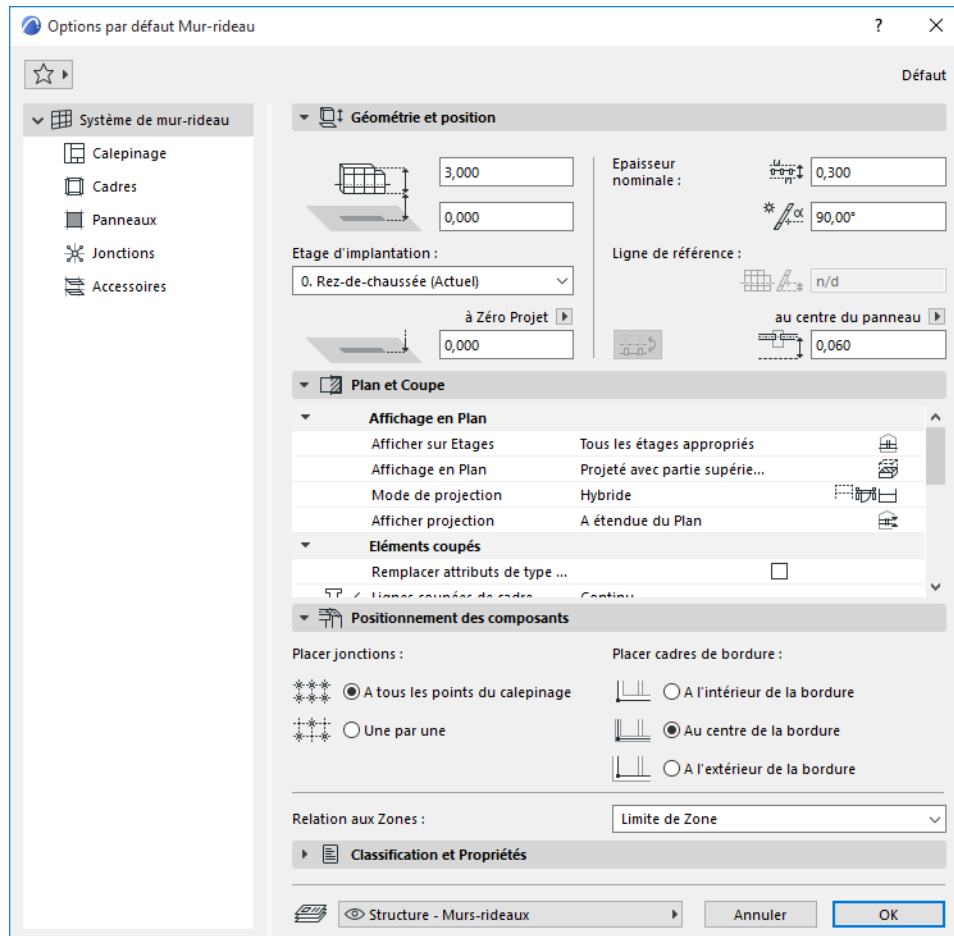 Options par défaut Mur-rideau
?
Défaut
Système de mur-rideau
Calepinage
Cadres
Panneaux
Jonctions
Accessoires
Géométrie et position
3,000
0,000
Etage d'implantation :
0. Rez-de-chaussée (Actuel)
à Zéro Projet
0,000
Epaisseur
nominale :
0,300
α
90,00°
Ligne de référence :
n/d
au centre du panneau
0,060
Plan et Coupe
Affichage en Plan
Afficher sur Etages Tous les étages appropriés
Affichage en Plan Projeté avec partie supérie...
Mode de projection Hybride
Afficher projection A étendue du Plan
Eléments coupés
Remplacer attributs de type ...
Lignes coupées de cadre Continu
Positionnement des composants
Placer jonctions :
A tous les points du calepinage
Une par une
Placer cadres de bordure :
A l'intérieur de la bordure
Au centre de la bordure
A l'extérieur de la bordure
Relation aux Zones :
Limite de Zone
Classification et Propriétés
Structure - Murs-rideaux
Annuler
OK